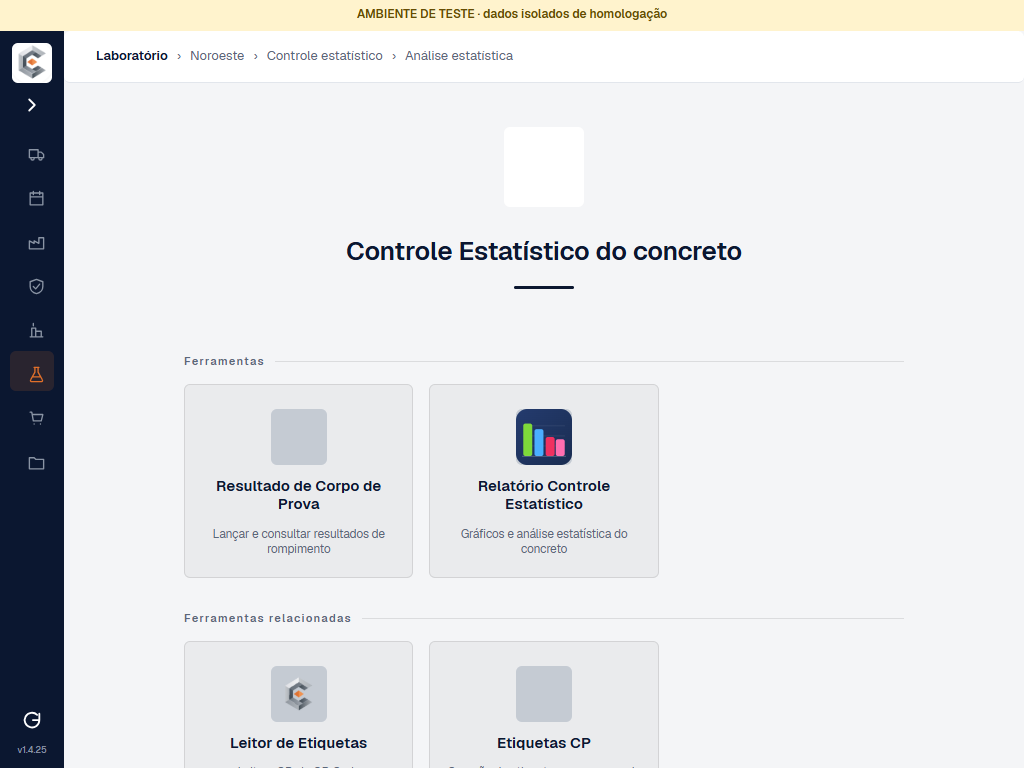 AMBIENTE DE TESTE · dados isolados de homologação
Laboratório › Noroeste › Controle estatístico › Análise estatística
Controle Estatístico do concreto
Ferramentas
Resultado de Corpo de
Prova
Lançar e consultar resultados de
rompimento
Relatório Controle
Estatístico
Gráficos e análise estatística do
concreto
Ferramentas relacionadas
Leitor de Etiquetas
Etiquetas CP
v1.4.25